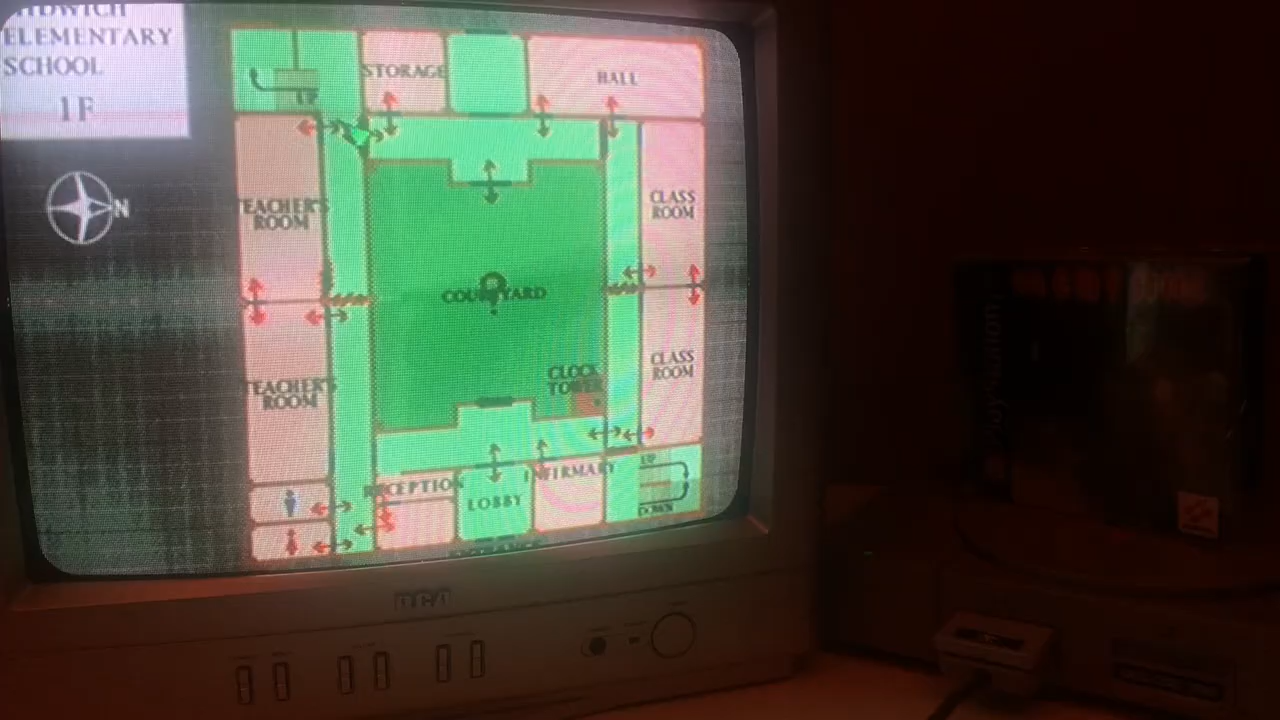 ELEMENTARY
SCHOOL
1F
N
STORAGE
HALL
UP
TEACHER'S
ROOM
CLASS
ROOM
COURTYARD
CLOCK
TOWER
TEACHER'S
ROOM
CLASS
ROOM
RECEPTION
LOBBY
INFIRMARY
UP
DOWN
RCA